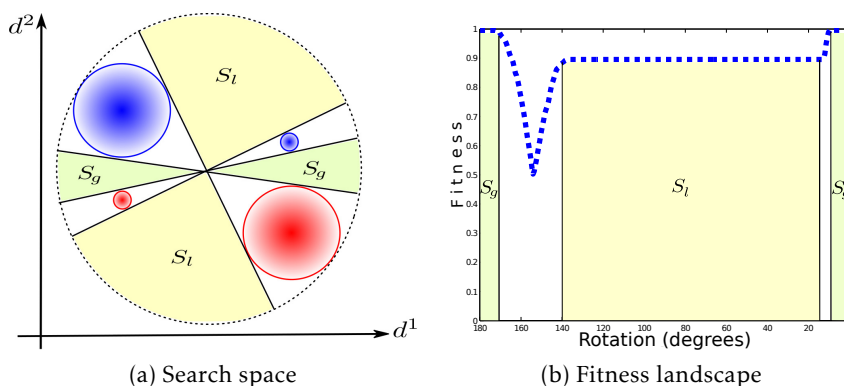 d²
S_l
S_g
S_g
S_l
d¹
(a) Search space
1
0.9
0.8
0.7
0.6
0.5
0.4
0.3
0.2
0.1
0
Fitness
S_g
S_l
S_g
180
160
140
120
100
80
60
40
20
Rotation (degrees)
(b) Fitness landscape